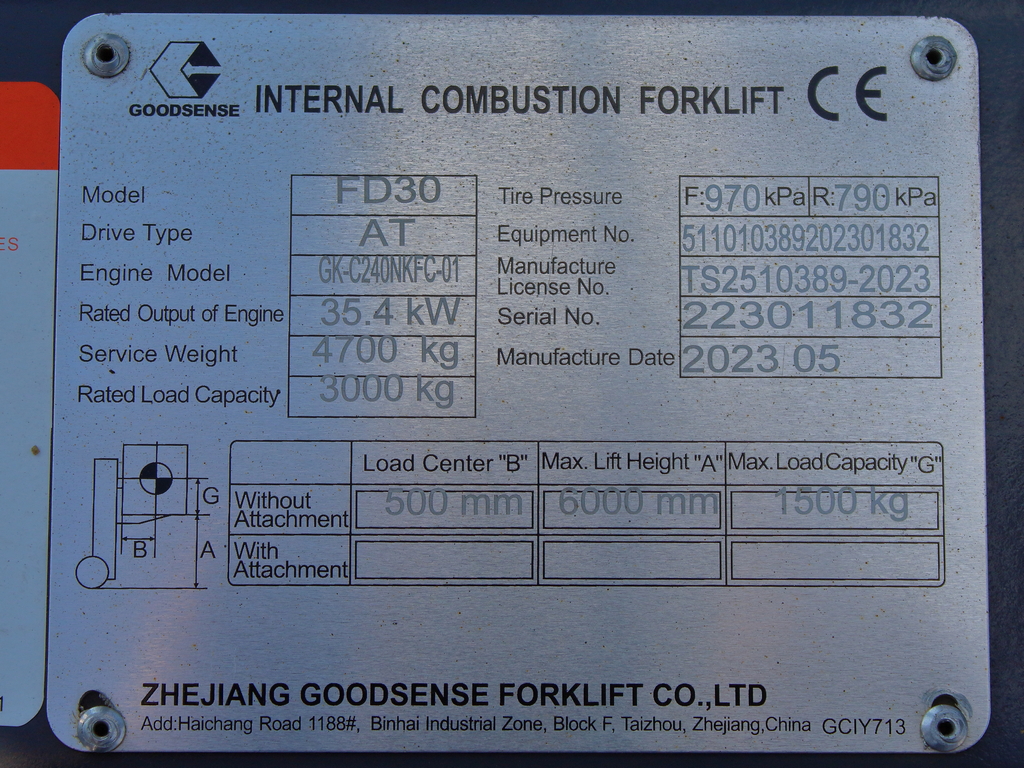 GOODSENSE INTERNAL COMBUSTION FORKLIFT CE
Model FD30 Tire Pressure F:970 kPa R:790 kPa
Drive Type AT Equipment No. 511010389202301832
Engine Model GK-C240NKFC-01 Manufacture License No. TS2510389-2023
Rated Output of Engine 35.4 kW Serial No. 223011832
Service Weight 4700 kg Manufacture Date 2023 05
Rated Load Capacity 3000 kg
Load Center "B" Max. Lift Height "A" Max. Load Capacity "G"
Without Attachment 500 mm 6000 mm 1500 kg
With Attachment
G
B A
ZHEJIANG GOODSENSE FORKLIFT CO.,LTD
Add:Haichang Road 1188#, Binhai Industrial Zone, Block F, Taizhou, Zhejiang,China GCIY713
ES